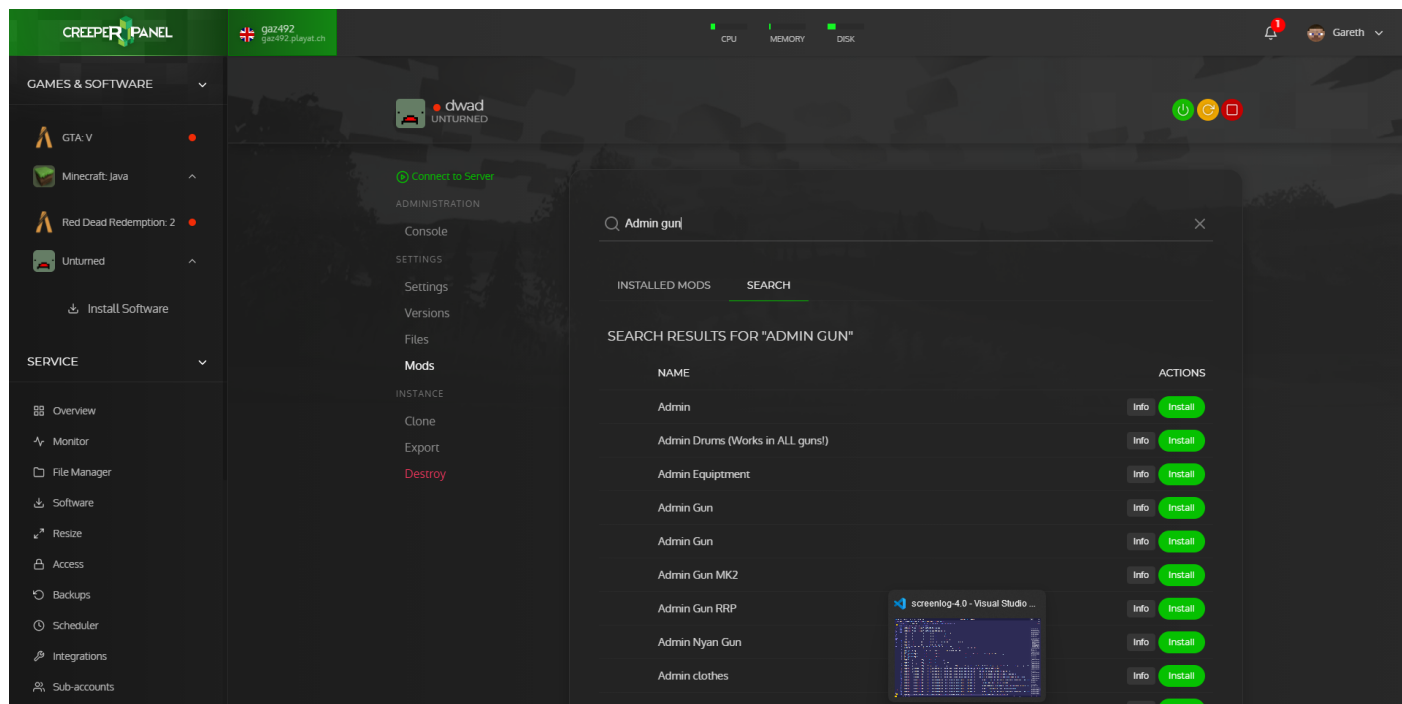 CREEPER PANEL
gaz492
gaz492.playat.ch
CPU
MEMORY
DISK
1
Gareth
GAMES & SOFTWARE
GTA: V
Minecraft: Java
Red Dead Redemption: 2
Unturned
Install Software
SERVICE
Overview
Monitor
File Manager
Software
Resize
Access
Backups
Scheduler
Integrations
Sub-accounts
dwad
UNTURNED
Connect to Server
ADMINISTRATION
Console
SETTINGS
Settings
Versions
Files
Mods
INSTANCE
Clone
Export
Destroy
Admin gun
INSTALLED MODS SEARCH
SEARCH RESULTS FOR "ADMIN GUN"
NAME ACTIONS
Admin Info Install
Admin Drums (Works in ALL guns!) Info Install
Admin Equiptment Info Install
Admin Gun Info Install
Admin Gun Info Install
Admin Gun MK2 Info Install
Admin Gun RRP Info Install
Admin Nyan Gun Info Install
Admin clothes Info Install
screenlog-4.0 - Visual Studio ...